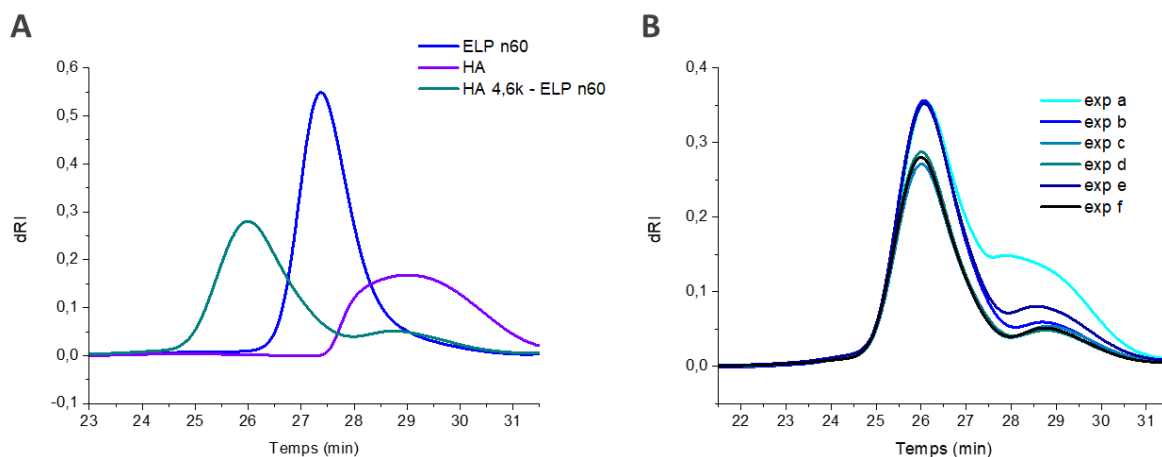 A
ELP n60
HA
HA 4,6k - ELP n60
0,6
0,5
0,4
0,3
0,2
0,1
0,0
-0,1
dRI
23 24 25 26 27 28 29 30 31
Temps (min)
B
exp a
exp b
exp c
exp d
exp e
exp f
0,4
0,3
0,2
0,1
0,0
dRI
22 23 24 25 26 27 28 29 30 31
Temps (min)